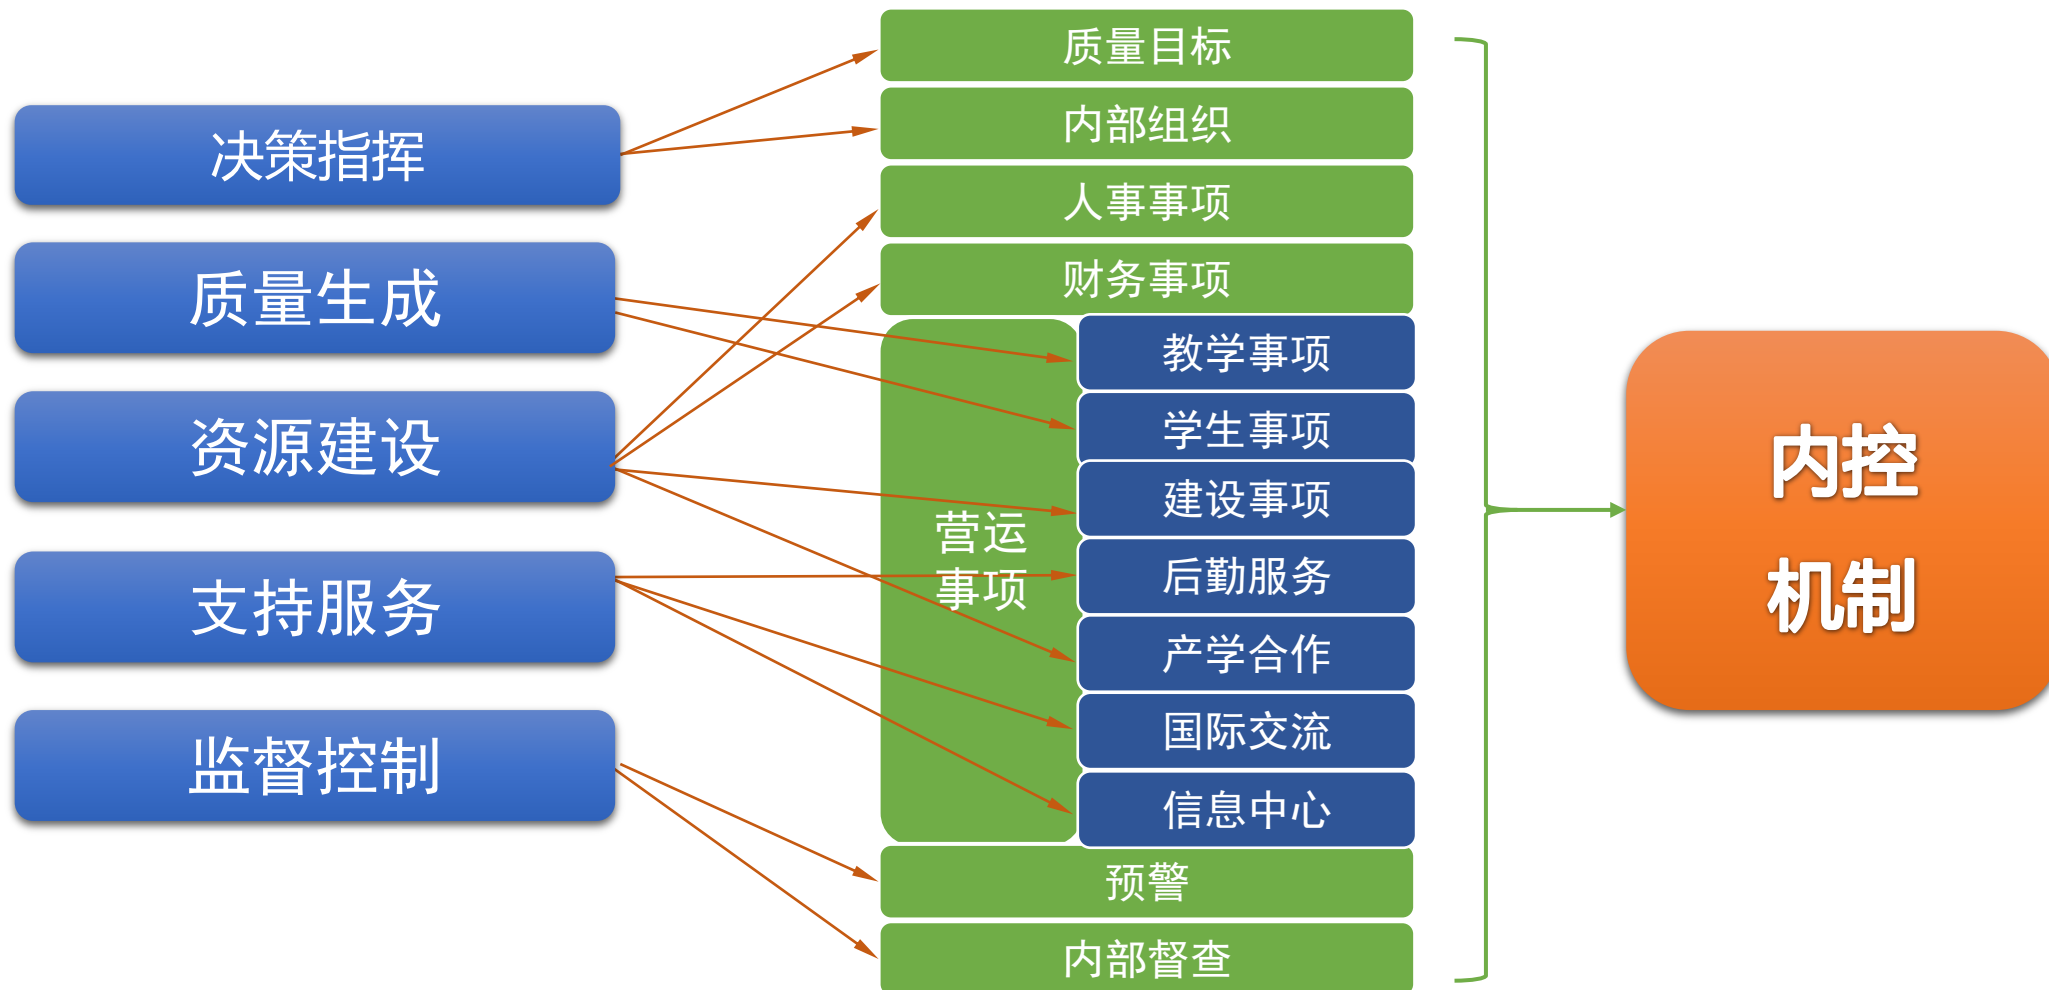 决策指挥
质量生成
资源建设
支持服务
监督控制
质量目标
内部组织
人事事项
财务事项
营运
事项
教学事项
学生事项
建设事项
后勤服务
产学合作
国际交流
信息中心
预警
内部督查
内控
机制